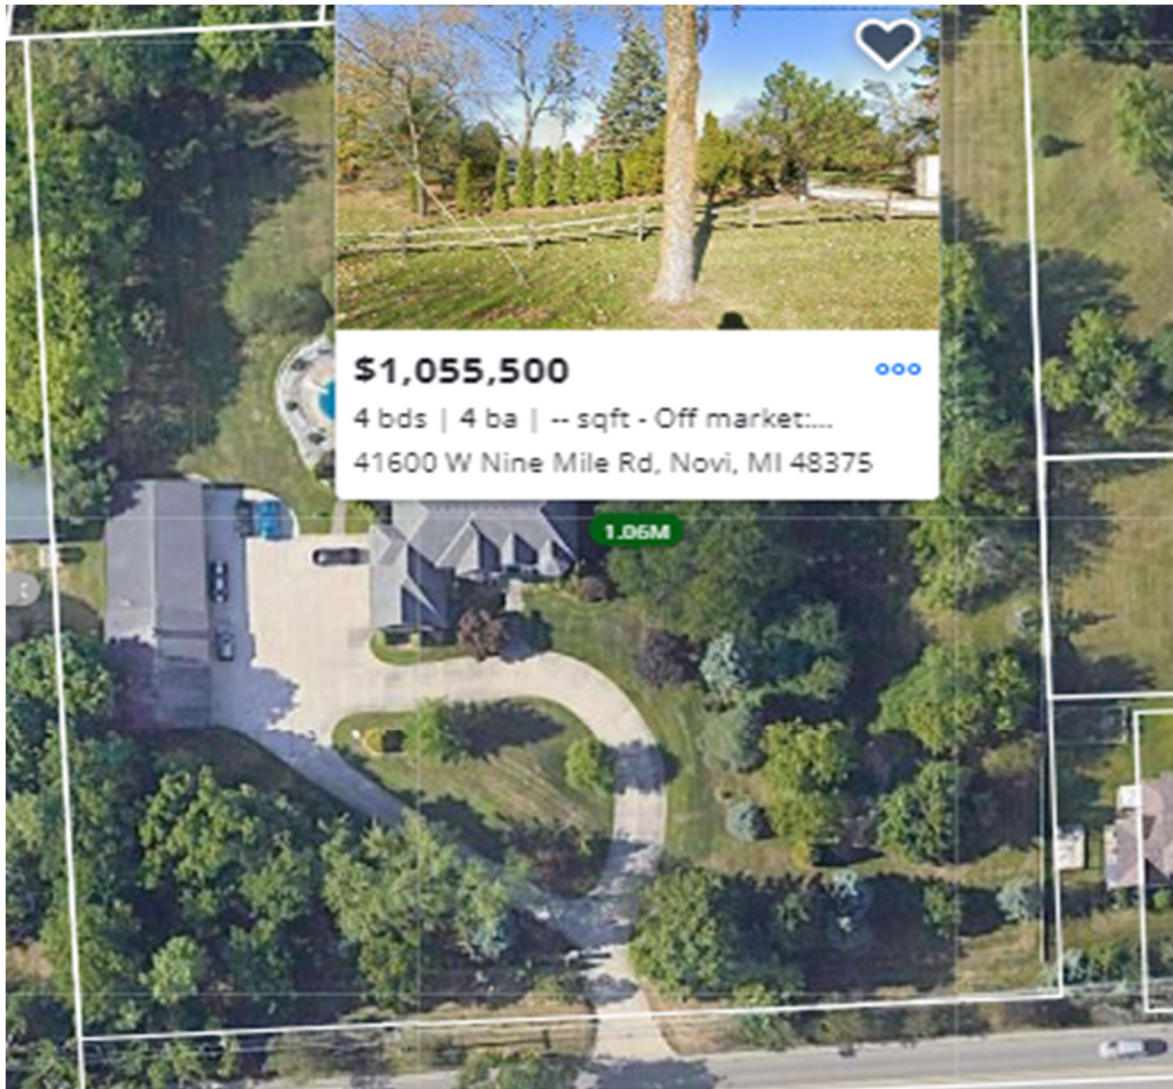 $1,055,500
4 bds | 4 ba | -- sqft - Off market:...
41600 W Nine Mile Rd, Novi, MI 48375
1.06M